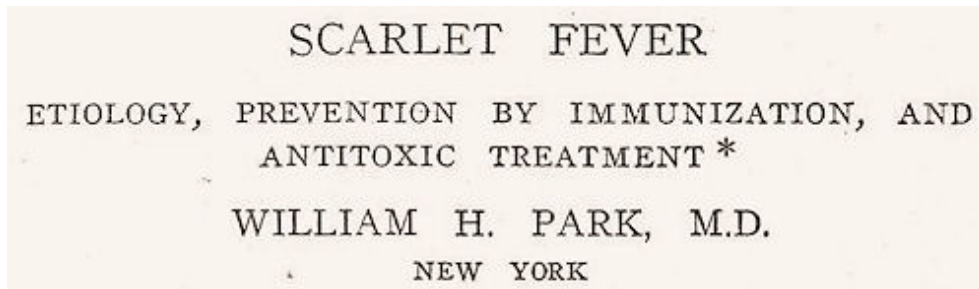 SCARLET FEVER
ETIOLOGY, PREVENTION BY IMMUNIZATION, AND
ANTITOXIC TREATMENT *
WILLIAM H. PARK, M.D.
NEW YORK